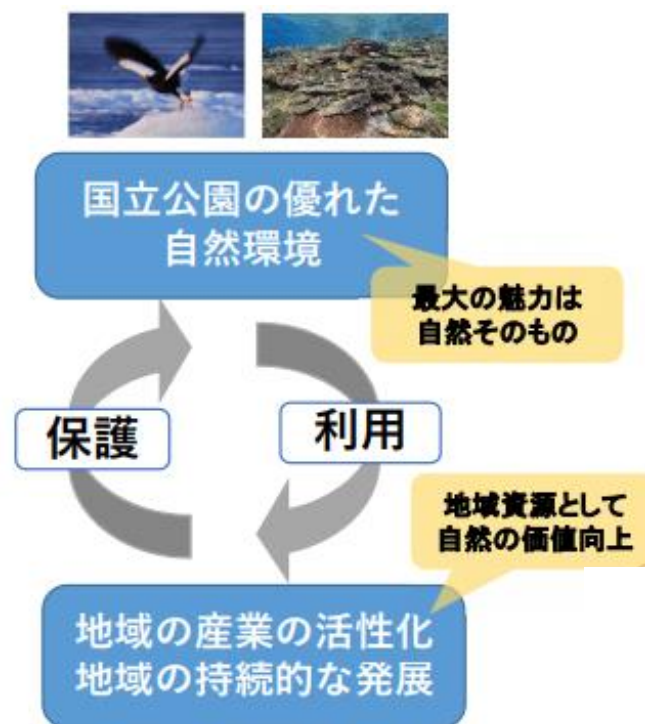 国立公園の優れた
自然環境
最大の魅力は
自然そのもの
保護
利用
地域資源として
自然の価値向上
地域の産業の活性化
地域の持続的な発展